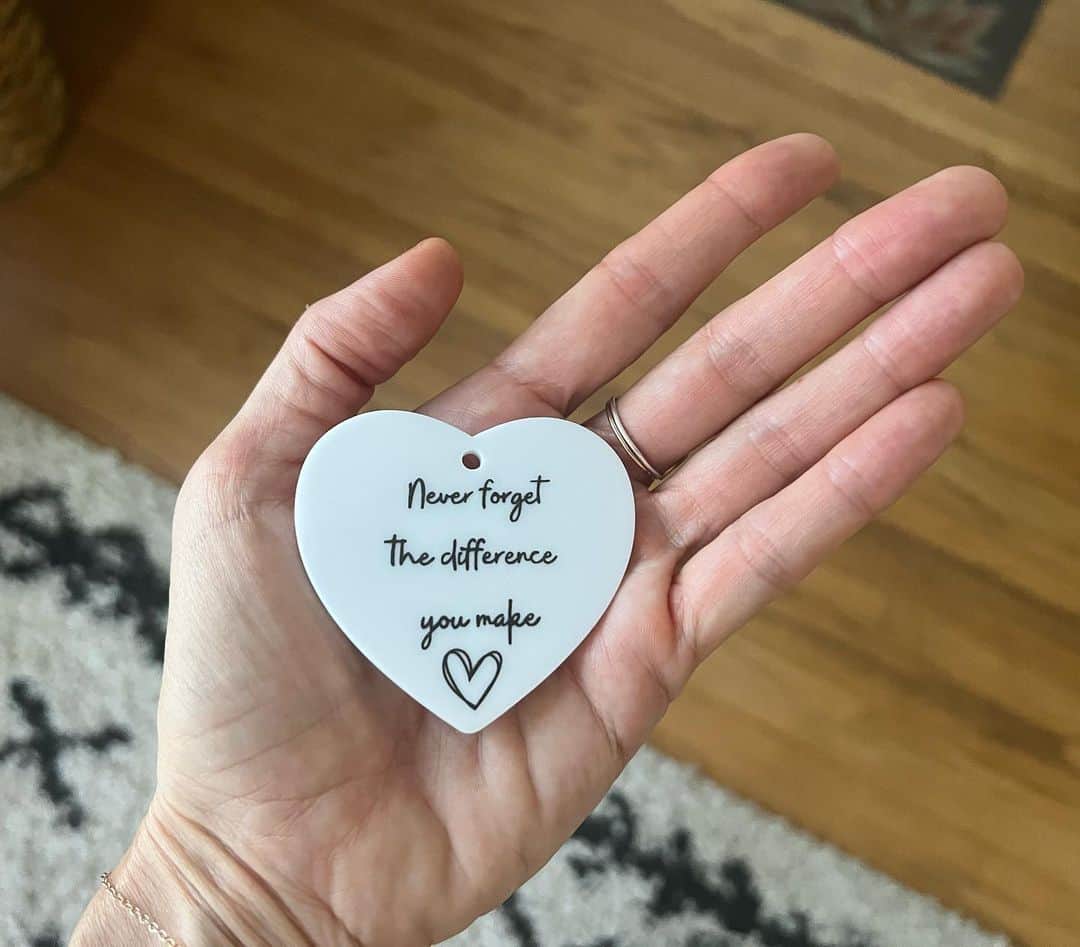 Never forget
the difference
you make